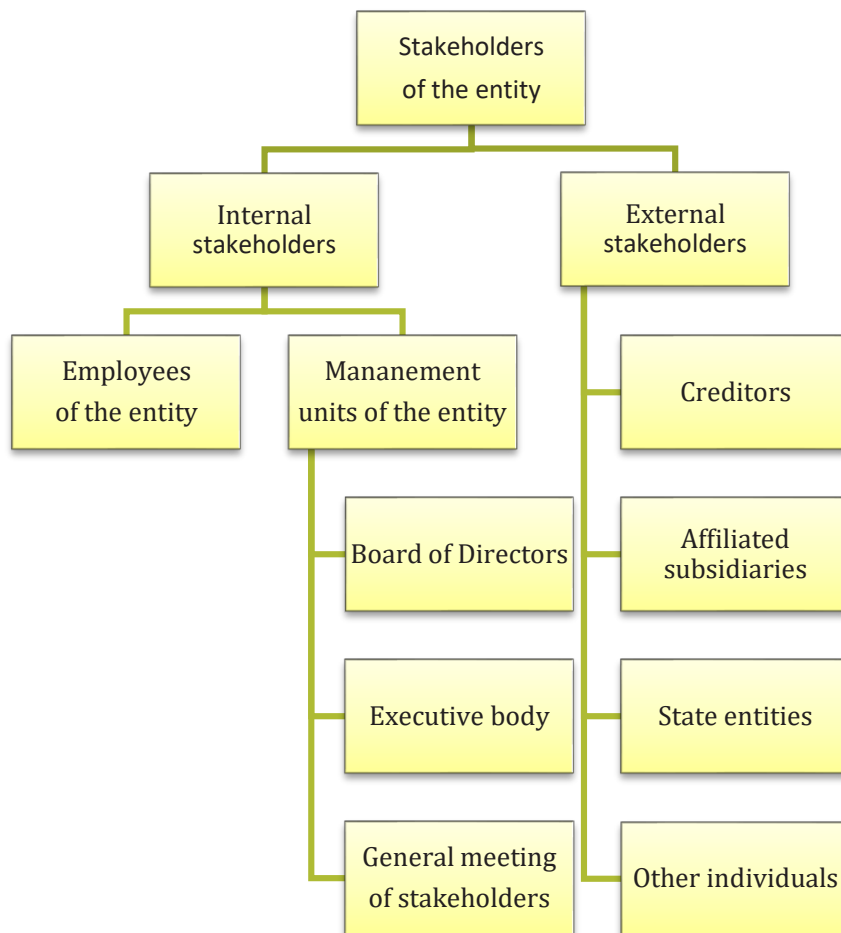 Stakeholders
of the entity
Internal
stakeholders
External
stakeholders
Employees
of the entity
Mananement
units of the entity
Creditors
Board of Directors
Affiliated
subsidiaries
Executive body
State entities
General meeting
of stakeholders
Other individuals